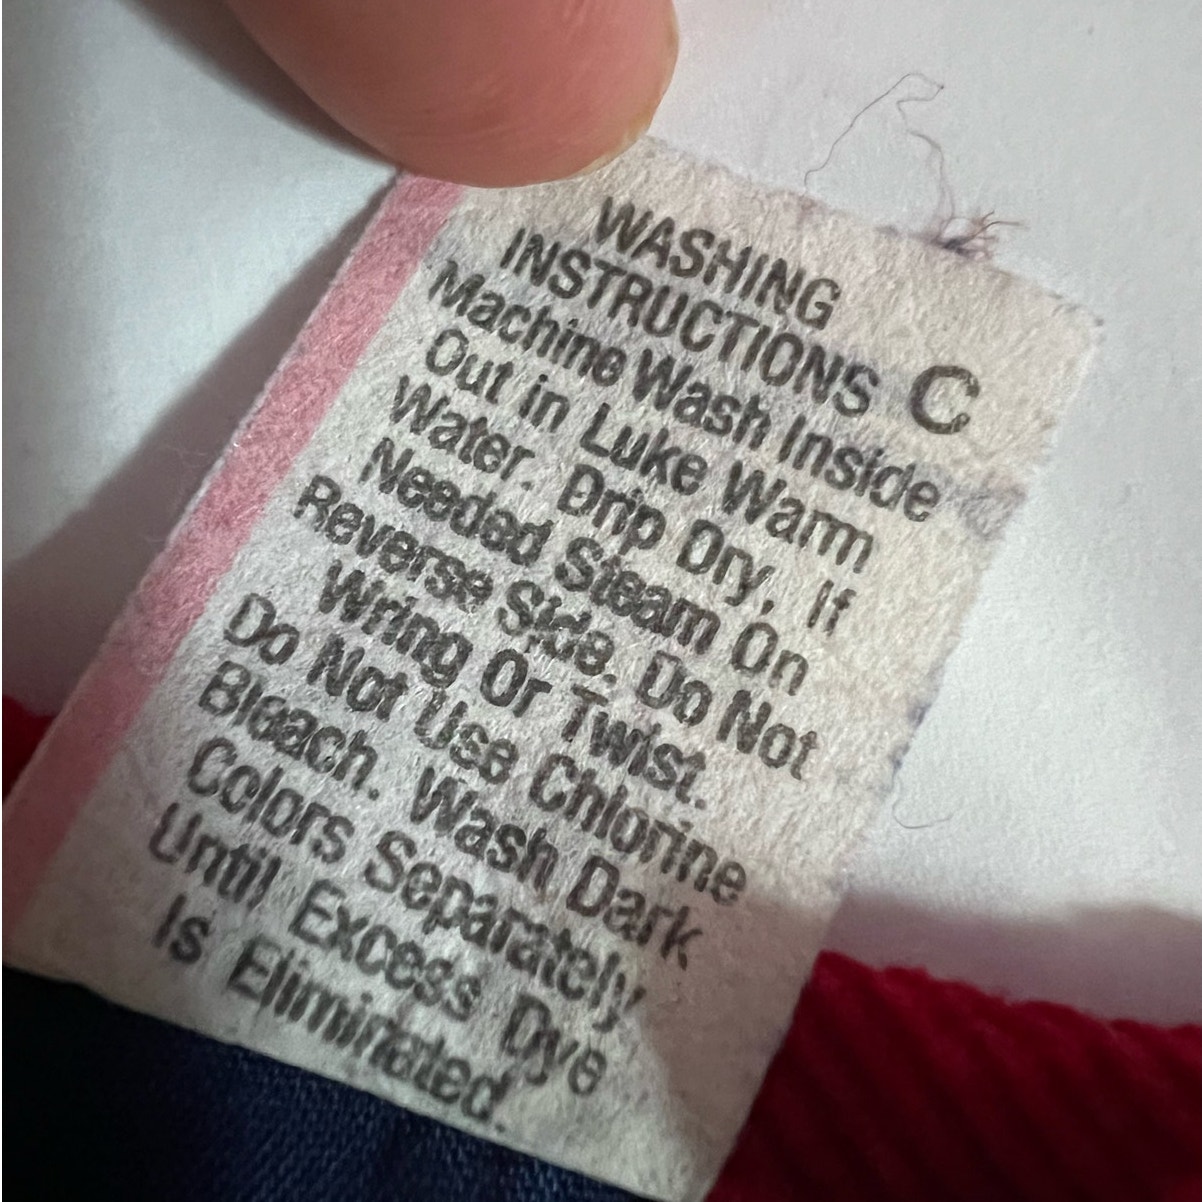 WASHING
INSTRUCTIONS C
Machine Wash Inside
Out in Luke Warm
Water. Drip Dry, If
Needed Steam On
Reverse Side. Do Not
Wring Or Twist.
Do Not Use Chlorine
Bleach. Wash Dark
Colors Separately
Until Excess Dye
Is Eliminated.